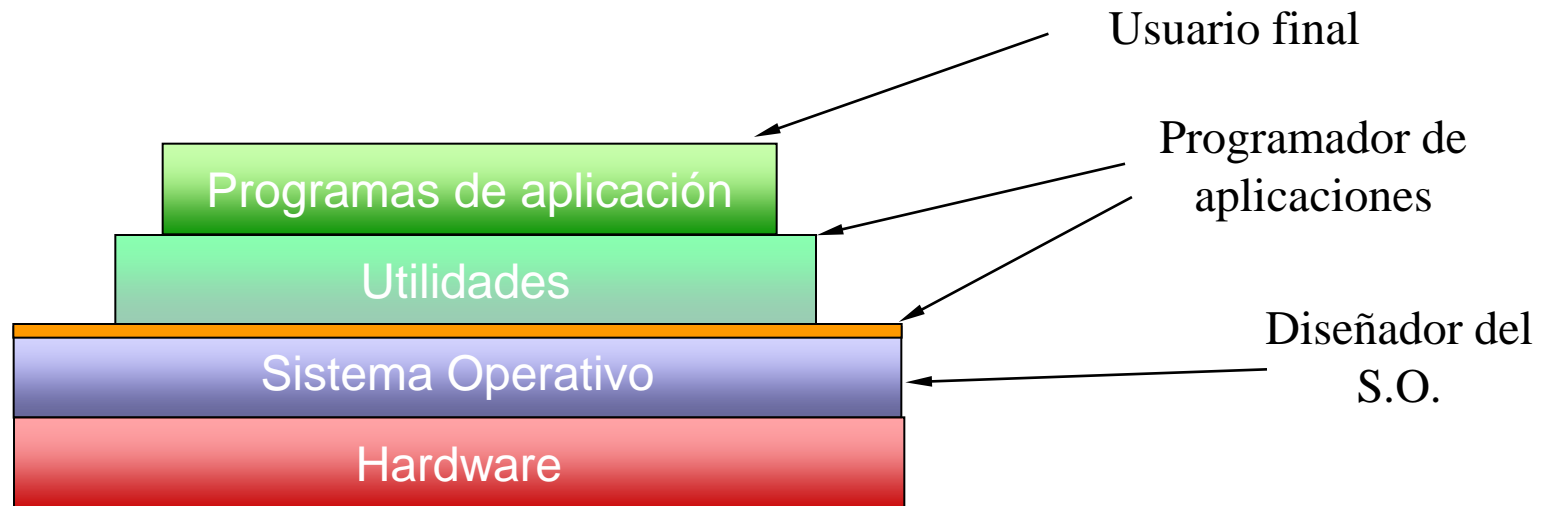 Usuario final
Programador de
aplicaciones
Programas de aplicación
Utilidades
Diseñador del
S.O.
Sistema Operativo
Hardware